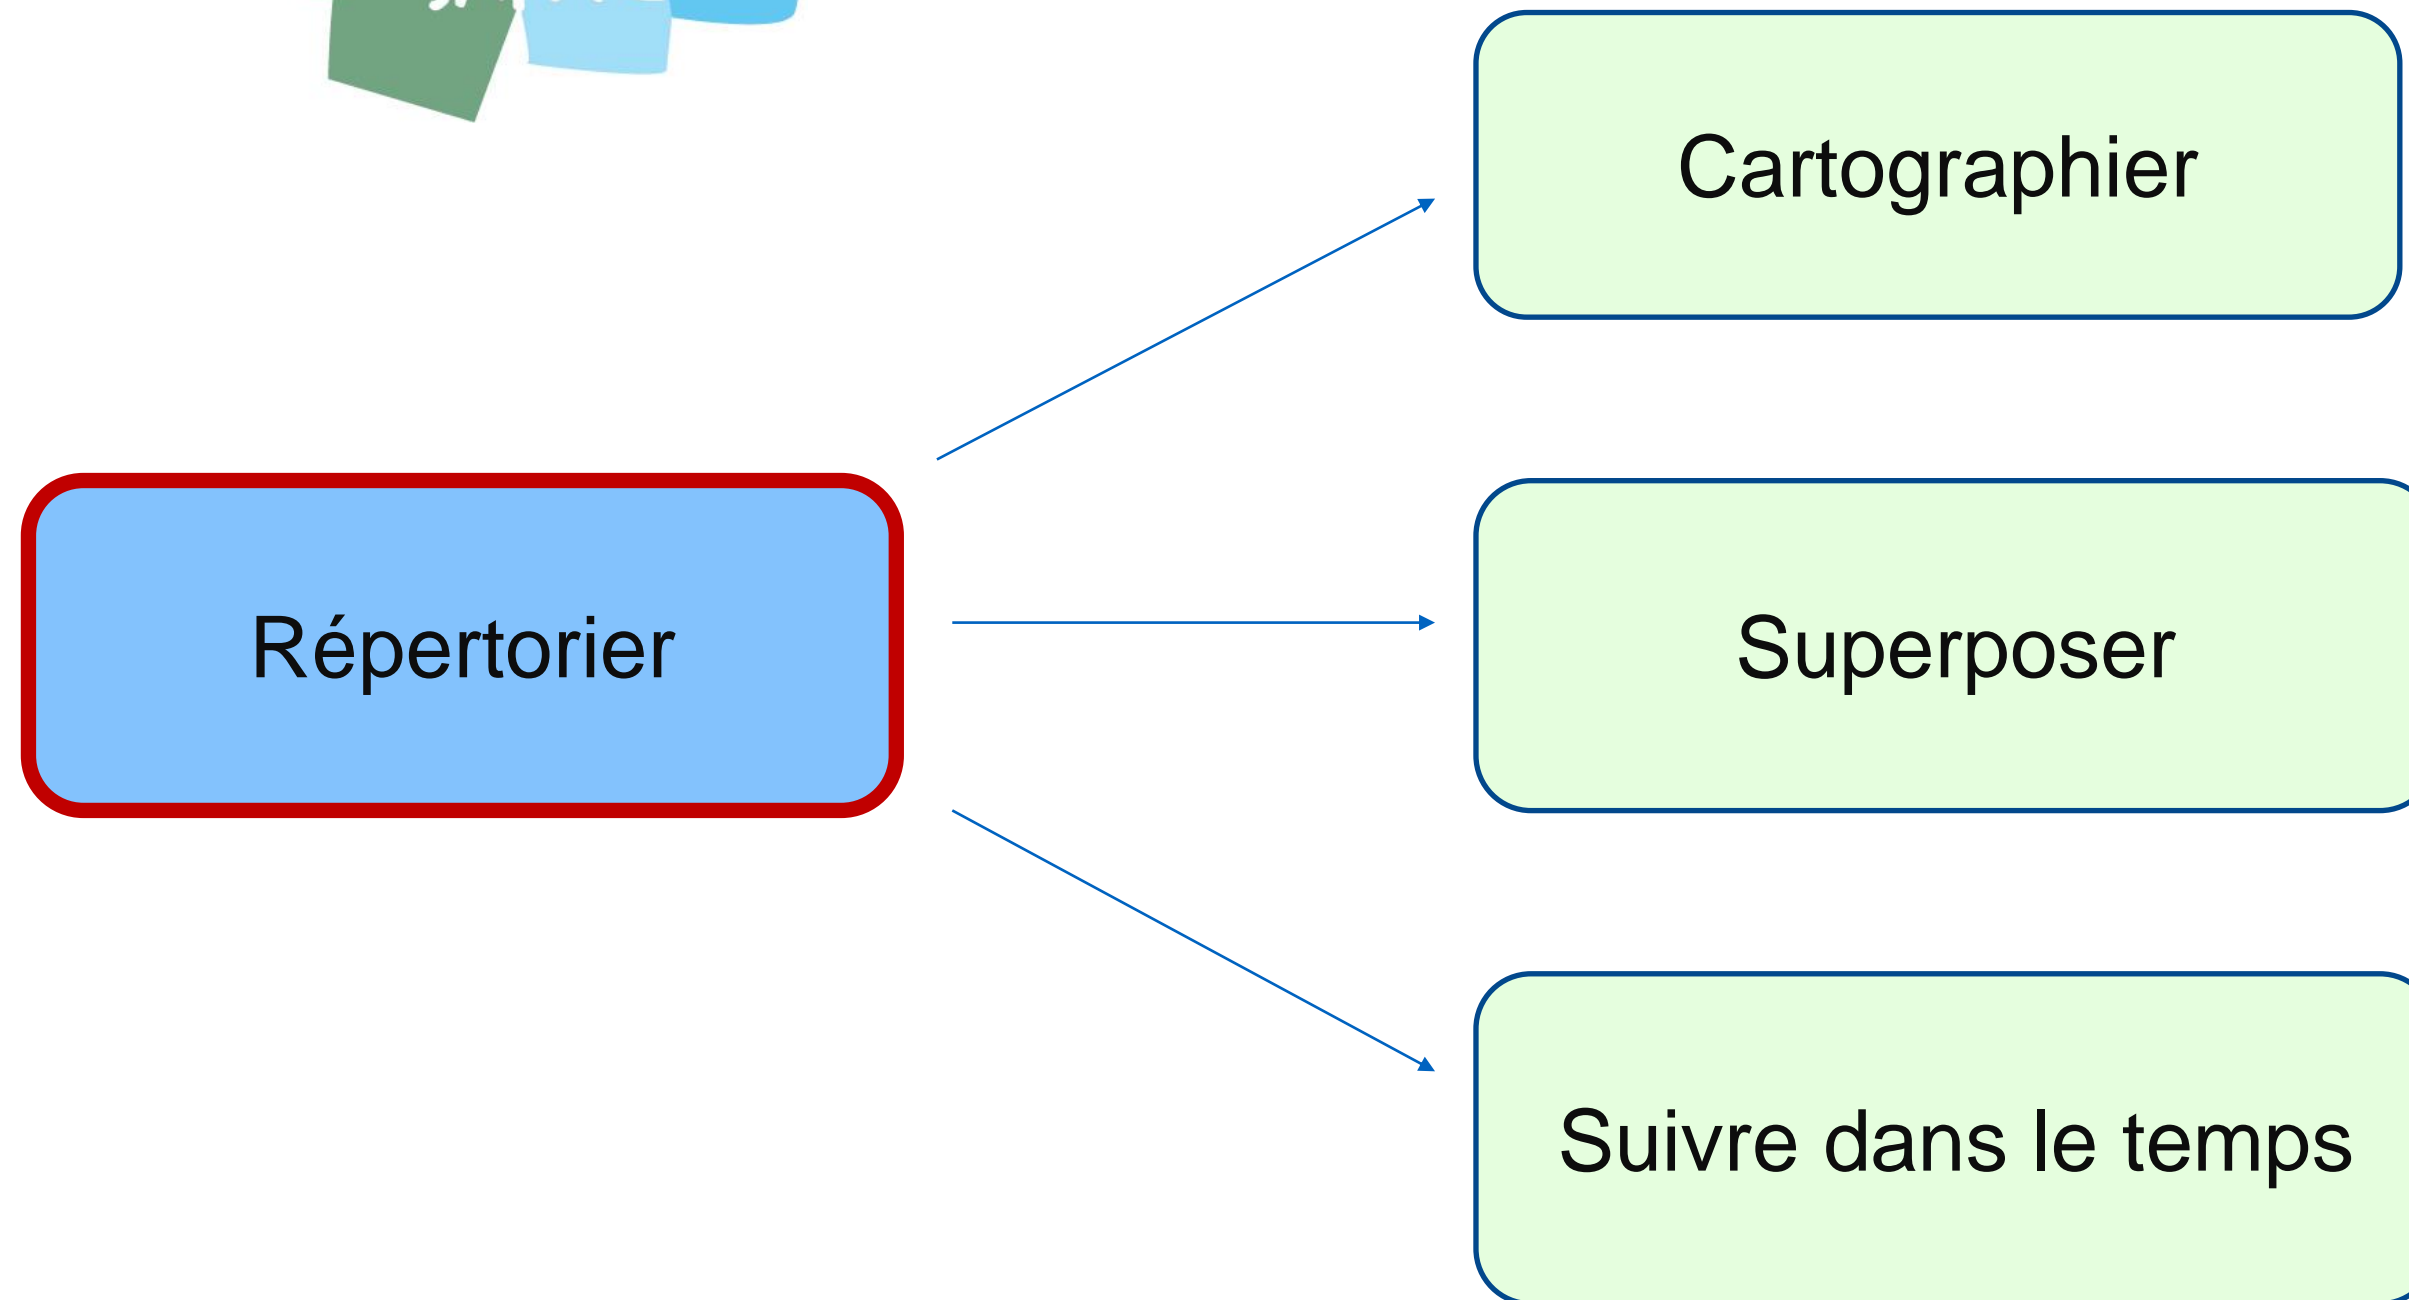 Cartographier
Répertorier
Superposer
Suivre dans le temps